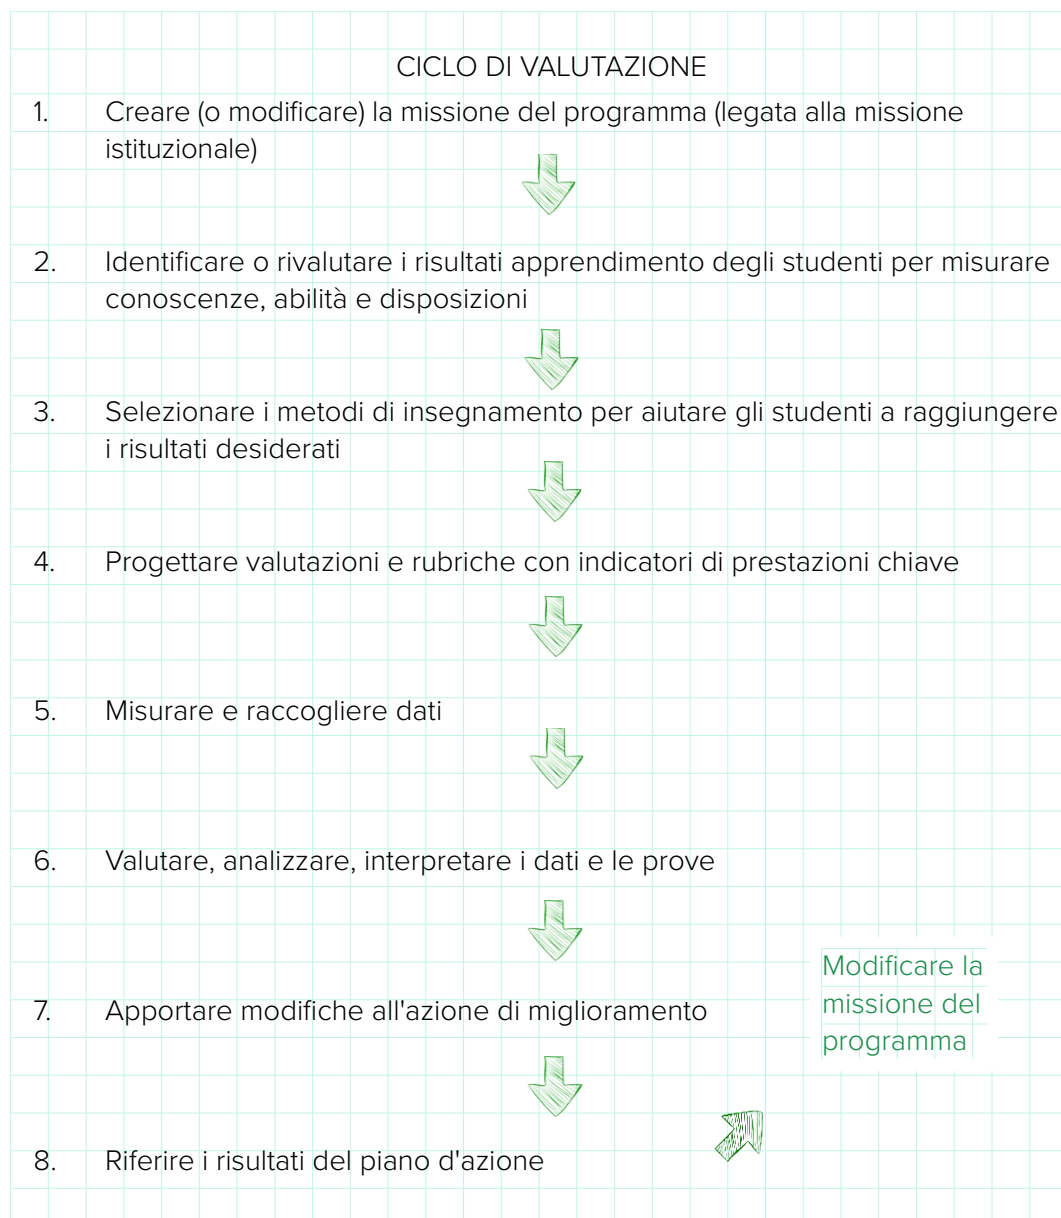 CICLO DI VALUTAZIONE
1. Creare (o modificare) la missione del programma (legata alla missione
istituzionale)
2. Identificare o rivalutare i risultati apprendimento degli studenti per misurare
conoscenze, abilità e disposizioni
3. Selezionare i metodi di insegnamento per aiutare gli studenti a raggiungere
i risultati desiderati
4. Progettare valutazioni e rubriche con indicatori di prestazioni chiave
5. Misurare e raccogliere dati
6. Valutare, analizzare, interpretare i dati e le prove
7. Apportare modifiche all'azione di miglioramento
8. Riferire i risultati del piano d'azione
Modificare la
missione del
programma